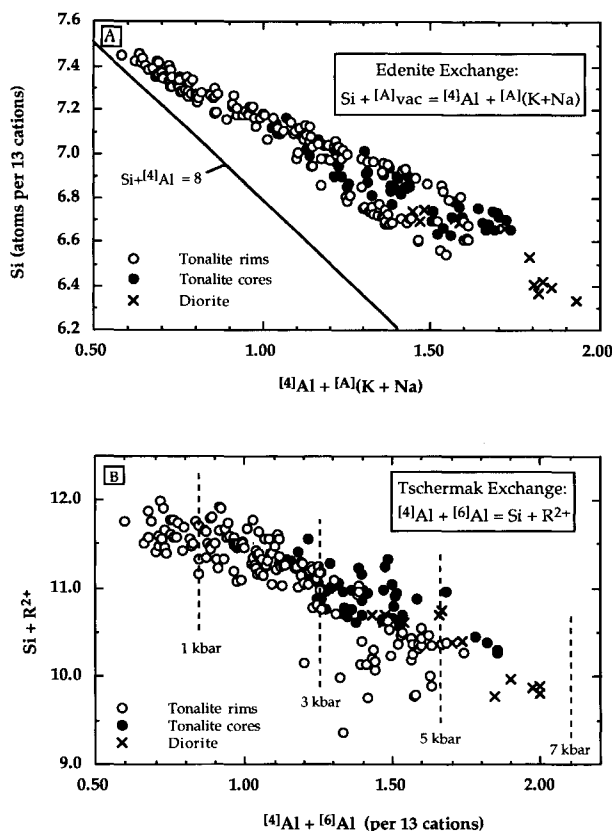 A
Edenite Exchange:
Si + [A]vac = [4]Al + [A](K+Na)
Si (atoms per 13 cations)
7.6
7.4
7.2
7.0
6.8
6.6
6.4
6.2
Si+[4]Al = 8
Tonalite rims
Tonalite cores
Diorite
0.50
1.00
1.50
2.00
[4]Al + [A](K + Na)
B
Tschermak Exchange:
[4]Al + [6]Al = Si + R2+
Si + R2+
12.0
11.0
10.0
9.0
1 kbar
3 kbar
5 kbar
7 kbar
Tonalite rims
Tonalite cores
Diorite
0.50
1.00
1.50
2.00
[4]Al + [6]Al (per 13 cations)